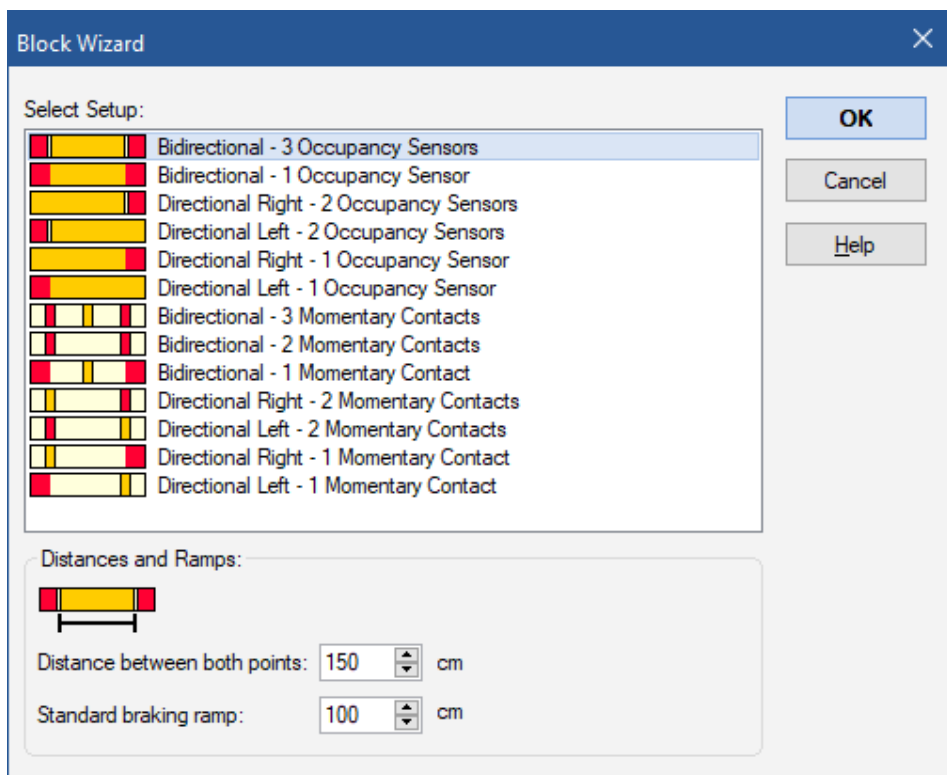 Block Wizard
Select Setup:
Bidirectional - 3 Occupancy Sensors
Bidirectional - 1 Occupancy Sensor
Directional Right - 2 Occupancy Sensors
Directional Left - 2 Occupancy Sensors
Directional Right - 1 Occupancy Sensor
Directional Left - 1 Occupancy Sensor
Bidirectional - 3 Momentary Contacts
Bidirectional - 2 Momentary Contacts
Bidirectional - 1 Momentary Contact
Directional Right - 2 Momentary Contacts
Directional Left - 2 Momentary Contacts
Directional Right - 1 Momentary Contact
Directional Left - 1 Momentary Contact
OK
Cancel
Help
Distances and Ramps:
Distance between both points: 150 cm
Standard braking ramp: 100 cm